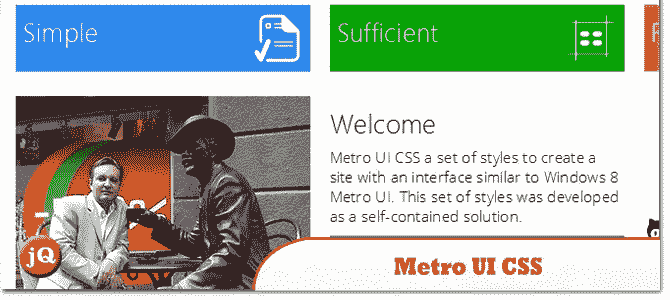 Simple
Sufficient
Welcome
Metro UI CSS a set of styles to create a
site with an interface similar to Windows 8
Metro UI. This set of styles was developed
as a self-contained solution.
jQ
Metro UI CSS